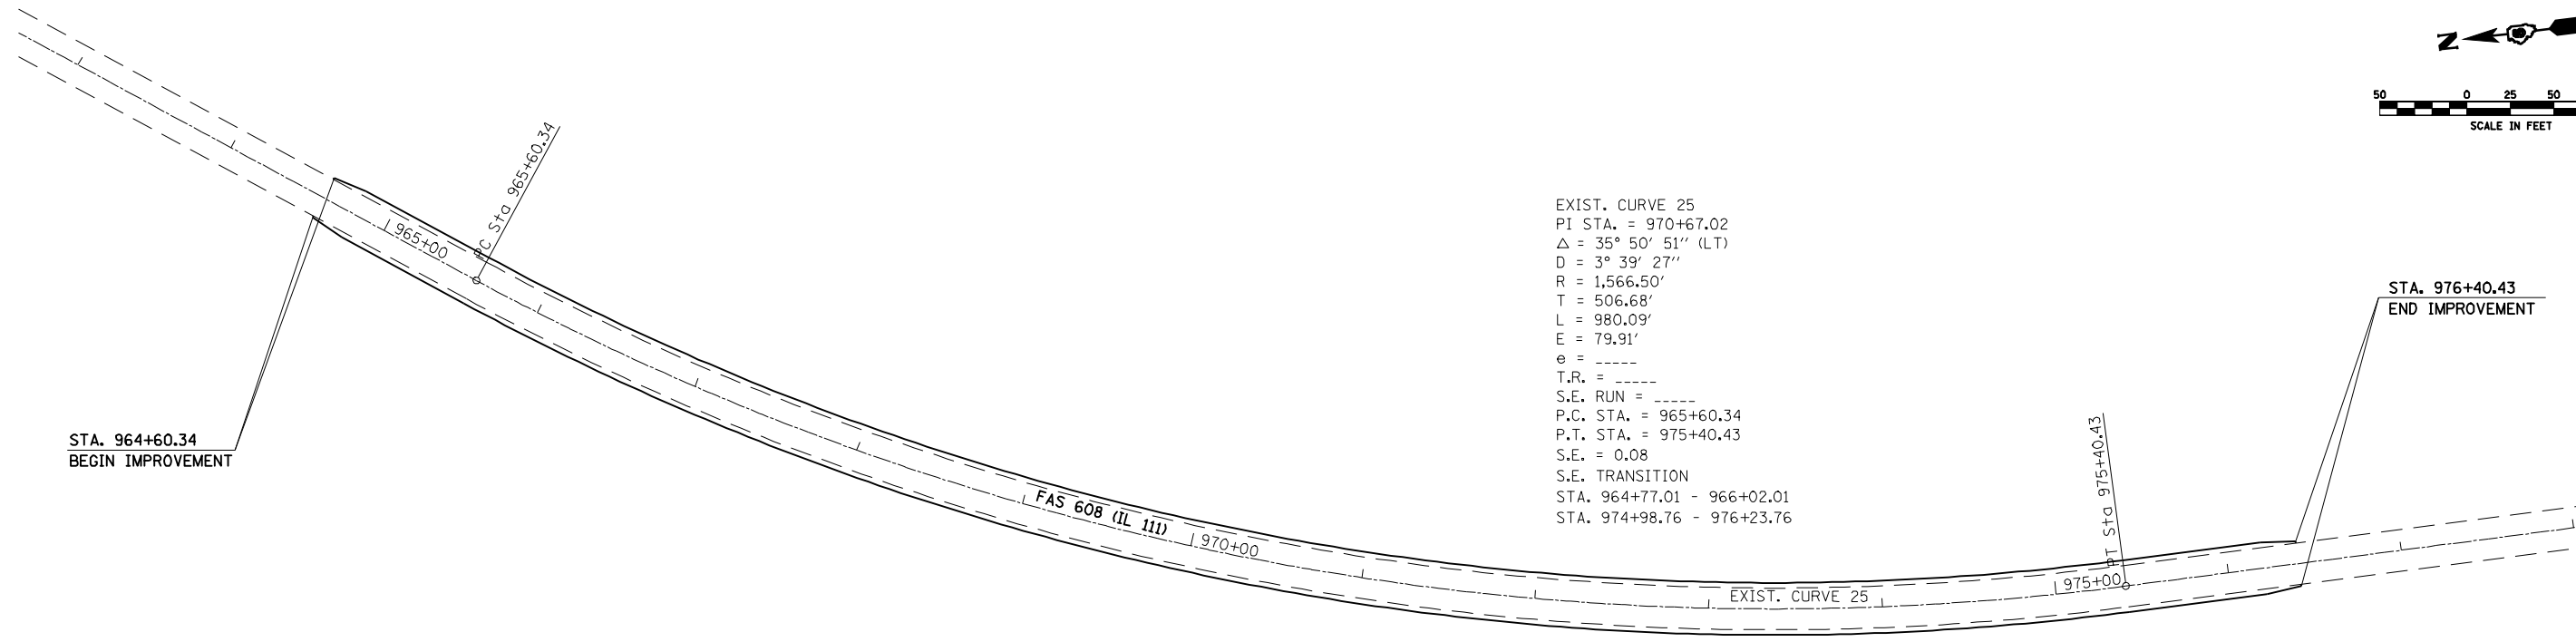 N
50 0 25 50
SCALE IN FEET
PC Sta 965+60.34
965+00
STA. 964+60.34
BEGIN IMPROVEMENT
EXIST. CURVE 25
PI STA. = 970+67.02
△ = 35° 50' 51'' (LT)
D = 3° 39' 27''
R = 1,566.50'
T = 506.68'
L = 980.09'
E = 79.91'
e = _____
T.R. = _____
S.E. RUN = _____
P.C. STA. = 965+60.34
P.T. STA. = 975+40.43
S.E. = 0.08
S.E. TRANSITION
STA. 964+77.01 - 966+02.01
STA. 974+98.76 - 976+23.76
STA. 976+40.43
END IMPROVEMENT
FAS 608 (IL 111)
970+00
EXIST. CURVE 25
975+00
PT Sta 975+40.43